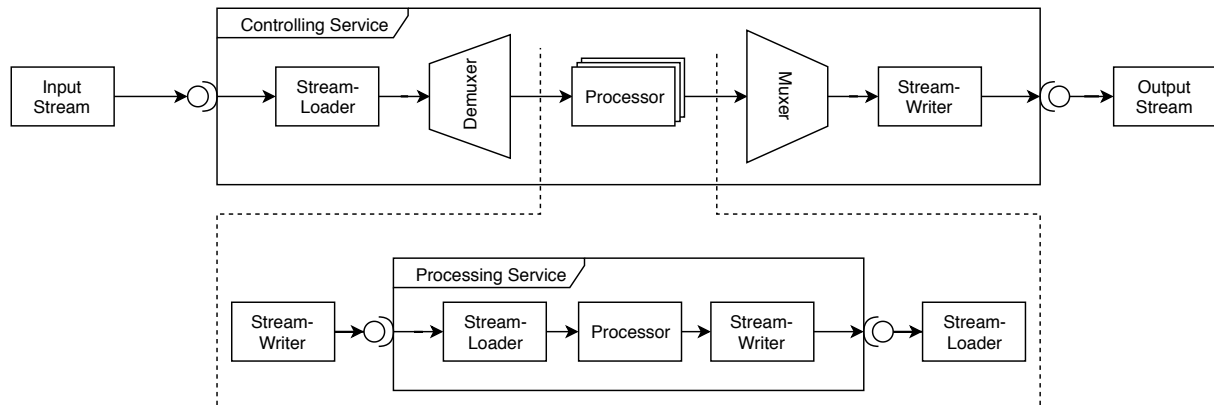 Controlling Service
Input
Stream
Stream-
Loader
Demuxer
Processor
Muxer
Stream-
Writer
Output
Stream
Processing Service
Stream-
Writer
Stream-
Loader
Processor
Stream-
Writer
Stream-
Loader